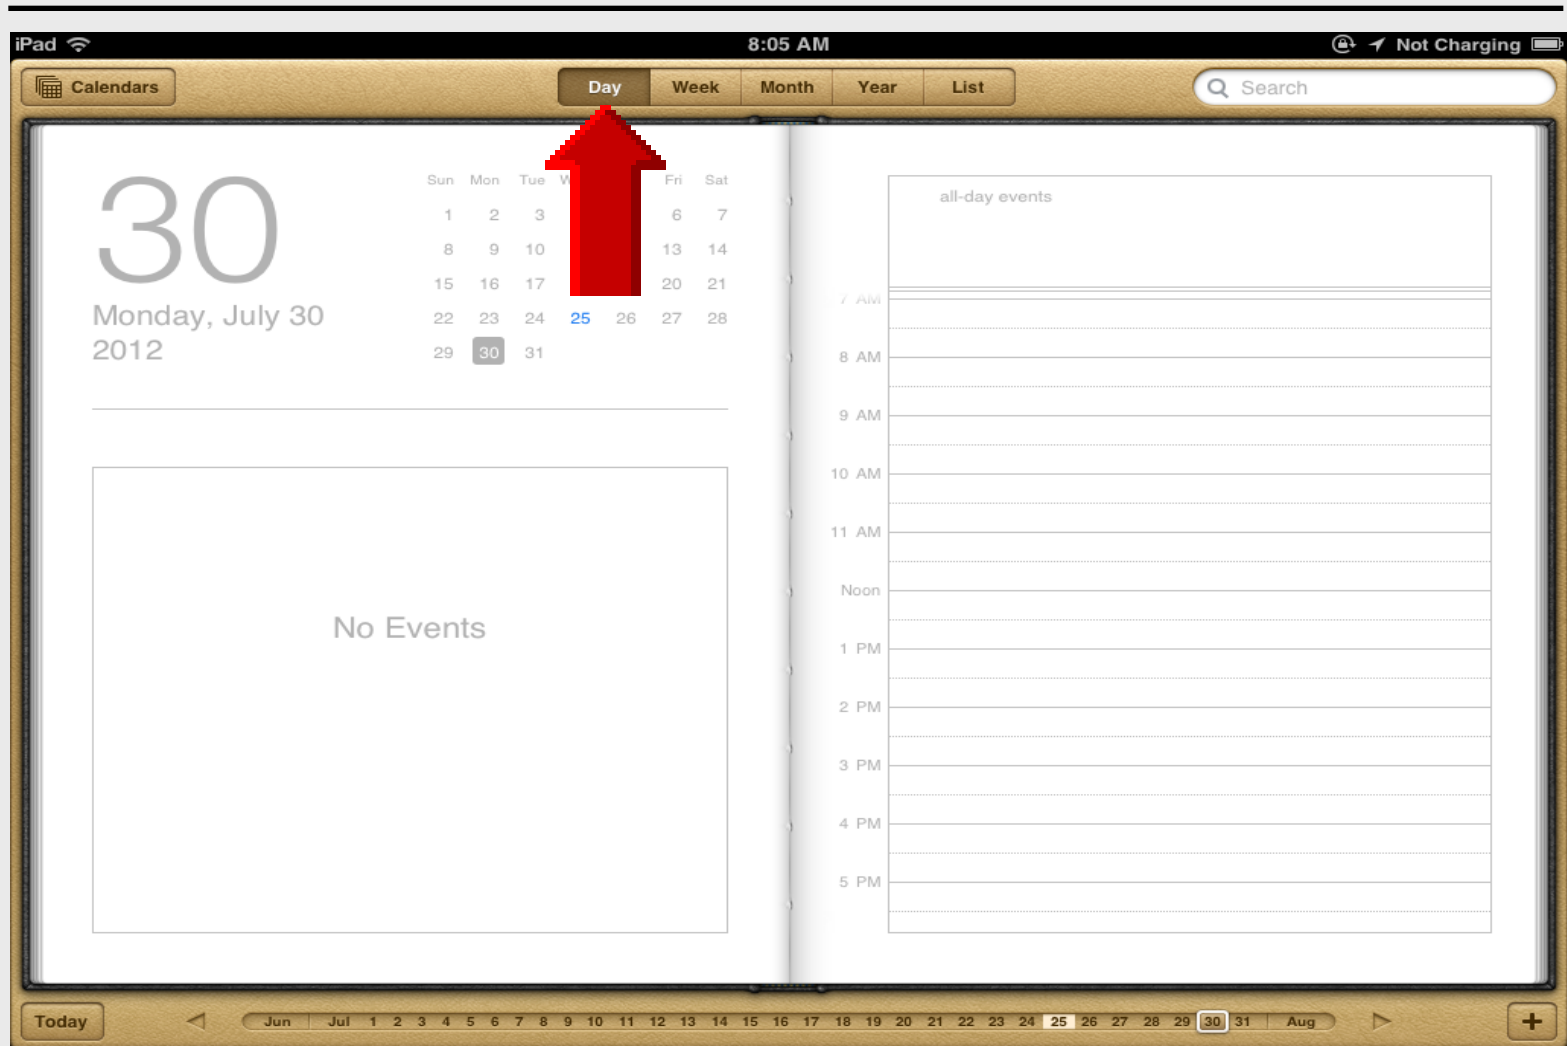 iPad 8:05 AM Not Charging
Calendars Day Week Month Year List Search
30
Monday, July 30
2012
Sun Mon Tue Fri Sat
1 2 3 6 7
8 9 10 13 14
15 16 17 20 21
22 23 24 25 26 27 28
29 30 31
No Events
all-day events
7 AM
8 AM
9 AM
10 AM
11 AM
Noon
1 PM
2 PM
3 PM
4 PM
5 PM
Today Jun Jul 1 2 3 4 5 6 7 8 9 10 11 12 13 14 15 16 17 18 19 20 21 22 23 24 25 26 27 28 29 30 31 Aug +